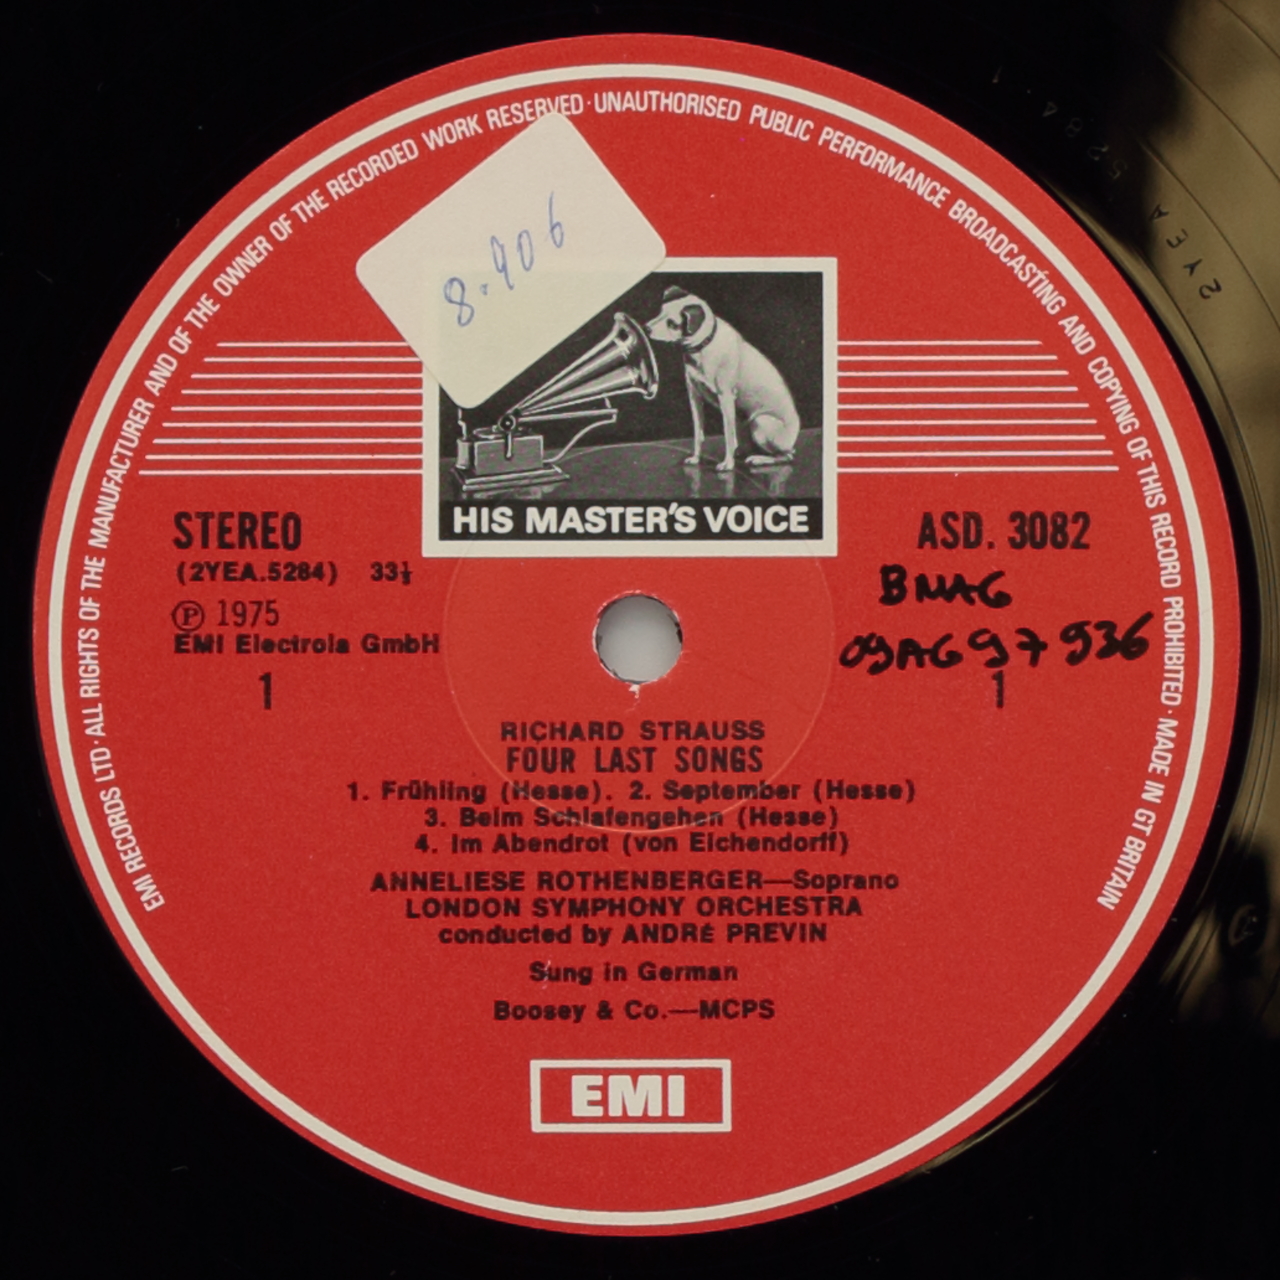 EMI RECORDS LTD · ALL RIGHTS OF THE MANUFACTURER AND OF THE OWNER OF THE RECORDED WORK RESERVED · UNAUTHORISED PUBLIC PERFORMANCE BROADCASTING AND COPYING OF THIS RECORD PROHIBITED · MADE IN GT BRITAIN
8.906
HIS MASTER'S VOICE
STEREO
ASD. 3082
(2YEA.5284) 33⅓
BNAG
℗ 1975
EMI Electrola GmbH
09AG97936
1
1
RICHARD STRAUSS
FOUR LAST SONGS
1. Frühling (Hesse). 2. September (Hesse)
3. Beim Schlafengehen (Hesse)
4. Im Abendrot (von Eichendorff)
ANNELIESE ROTHENBERGER—Soprano
LONDON SYMPHONY ORCHESTRA
conducted by ANDRÉ PREVIN
Sung in German
Boosey & Co.—MCPS
EMI
2YEA 5284